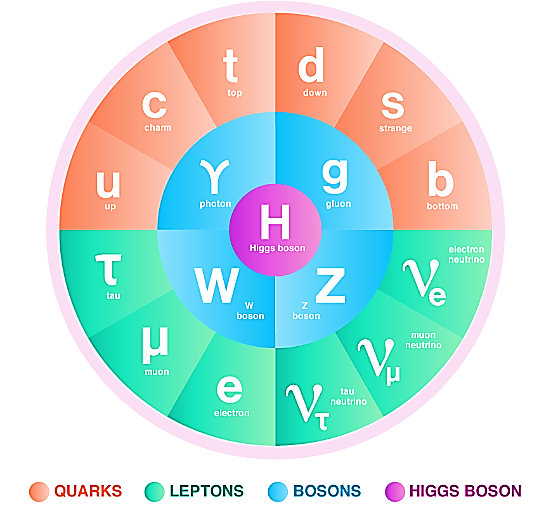 t
top
d
down
c
charm
s
strange
u
up
γ
photon
g
gluon
b
bottom
H
Higgs boson
τ
tau
W
W
boson
Z
Z
boson
νe
electron
neutrino
μ
muon
νμ
muon
neutrino
e
electron
ντ
tau
neutrino
QUARKS
LEPTONS
BOSONS
HIGGS BOSON